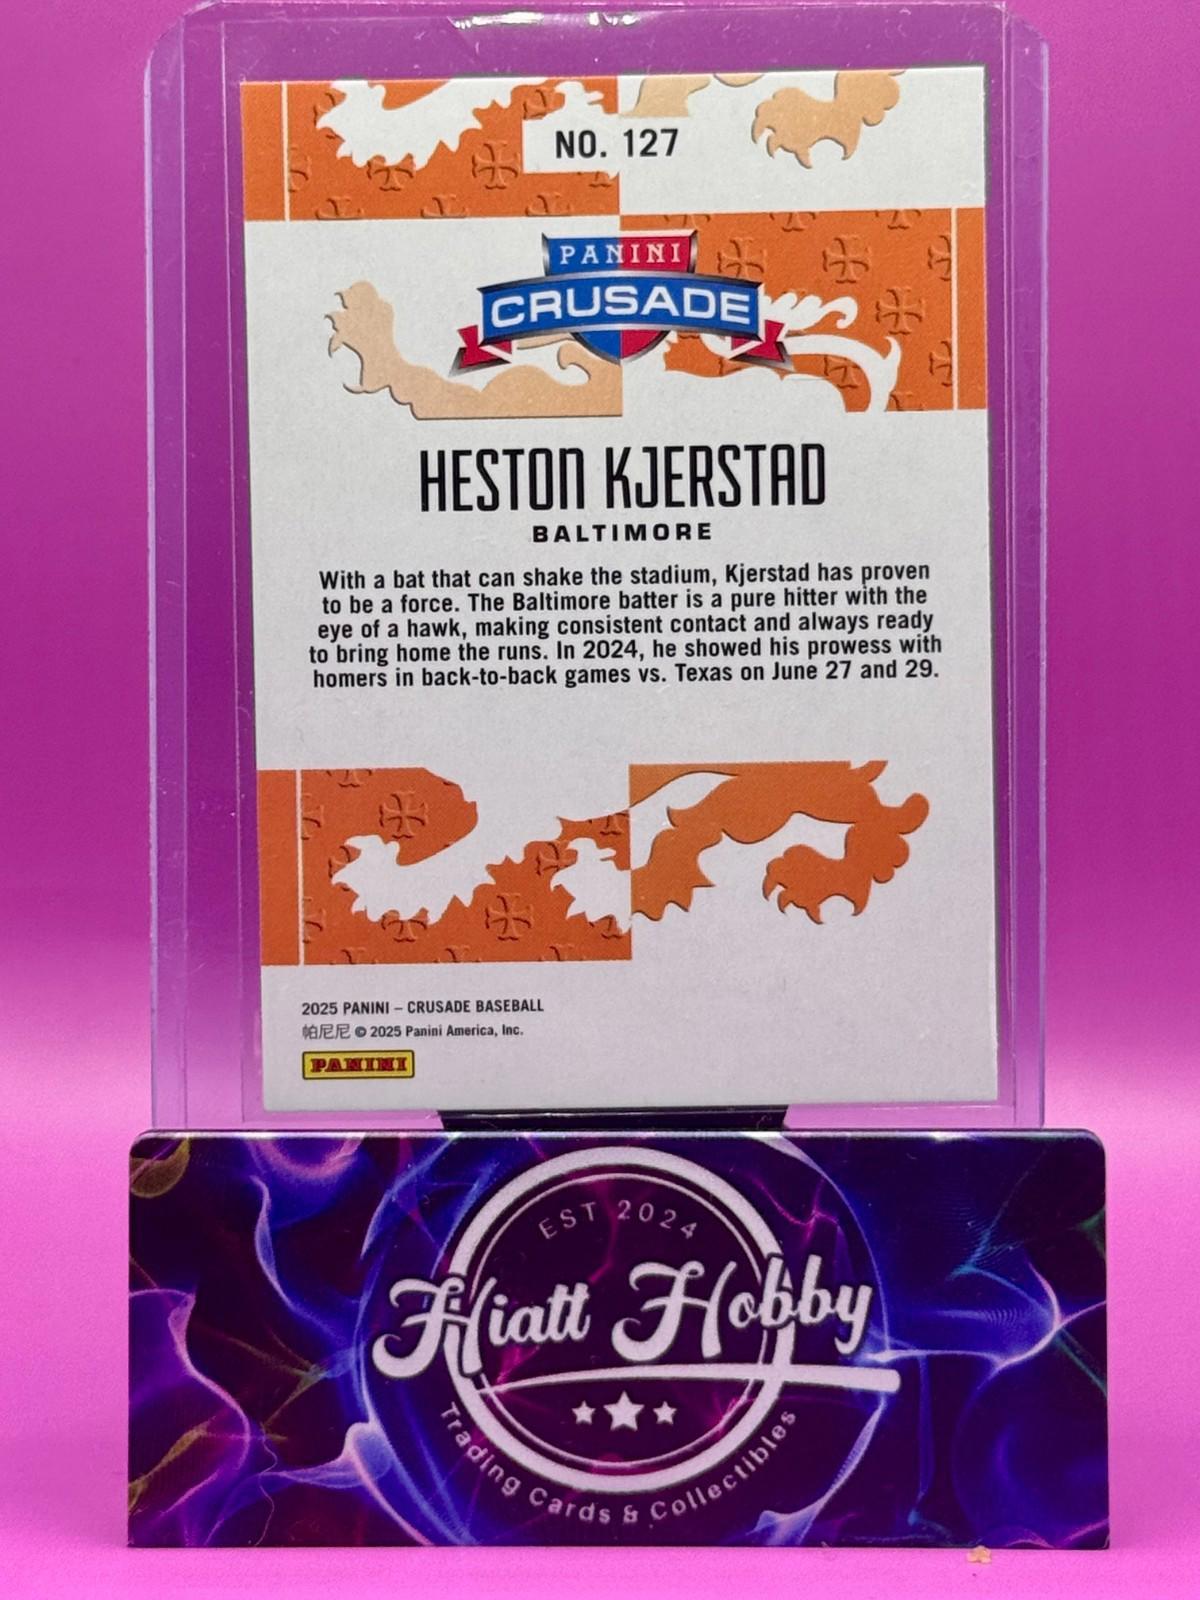 NO. 127
PANINI
CRUSADE
HESTON KJERSTAD
BALTIMORE
With a bat that can shake the stadium, Kjerstad has proven
to be a force. The Baltimore batter is a pure hitter with the
eye of a hawk, making consistent contact and always ready
to bring home the runs. In 2024, he showed his prowess with
homers in back-to-back games vs. Texas on June 27 and 29.
2025 PANINI – CRUSADE BASEBALL
帕尼尼 © 2025 Panini America, Inc.
PANINI
EST 2024
Hiatt Hobby
Trading Cards & Collectibles